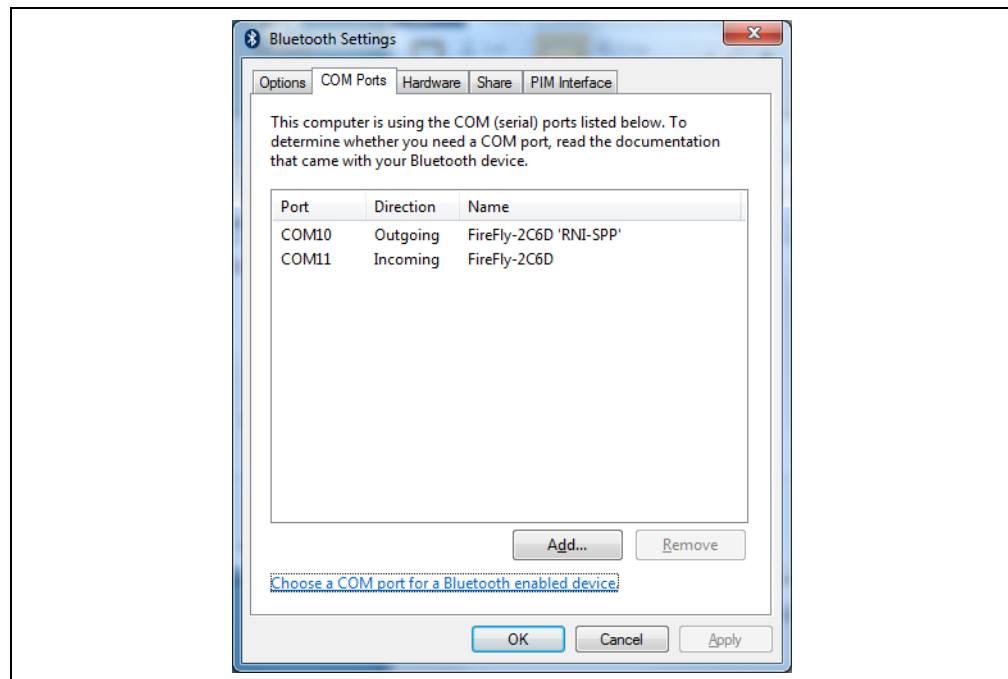 Bluetooth Settings
Options COM Ports Hardware Share PIM Interface
This computer is using the COM (serial) ports listed below. To
determine whether you need a COM port, read the documentation
that came with your Bluetooth device.
Port Direction Name
COM10 Outgoing FireFly-2C6D 'RNI-SPP'
COM11 Incoming FireFly-2C6D
Add... Remove
Choose a COM port for a Bluetooth enabled device.
OK Cancel Apply